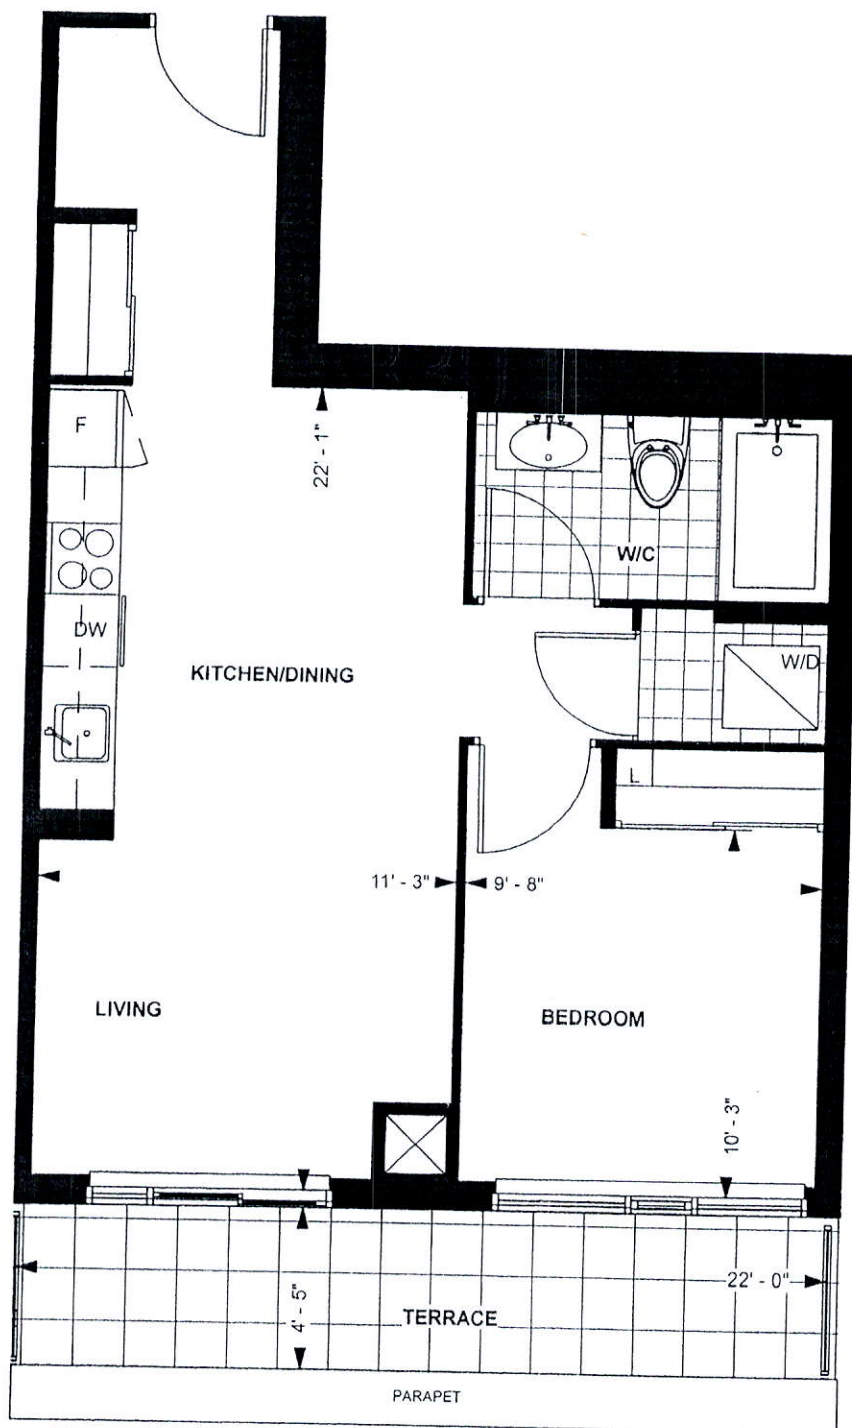 F
22' - 1"
W/C
DW
W/D
KITCHEN/DINING
L
11' - 3"
9' - 8"
LIVING
BEDROOM
10' - 3"
22' - 0"
4' - 5"
TERRACE
PARAPET